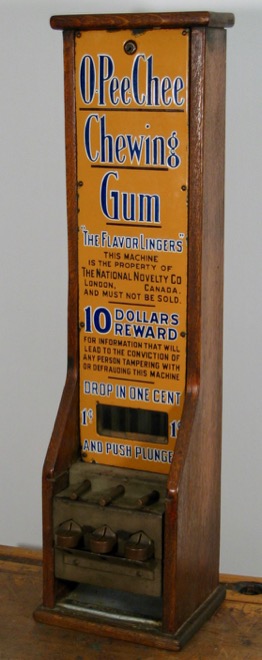 O-Pee-Chee
Chewing
Gum
"THE FLAVOR LINGERS"
THIS MACHINE
IS THE PROPERTY OF
THE NATIONAL NOVELTY CO
LONDON, CANADA.
AND MUST NOT BE SOLD.
10 DOLLARS
REWARD
FOR INFORMATION THAT WILL
LEAD TO THE CONVICTION OF
ANY PERSON TAMPERING WITH
OR DEFRAUDING THIS MACHINE
DROP IN ONE CENT
1¢ 1
AND PUSH PLUNGE